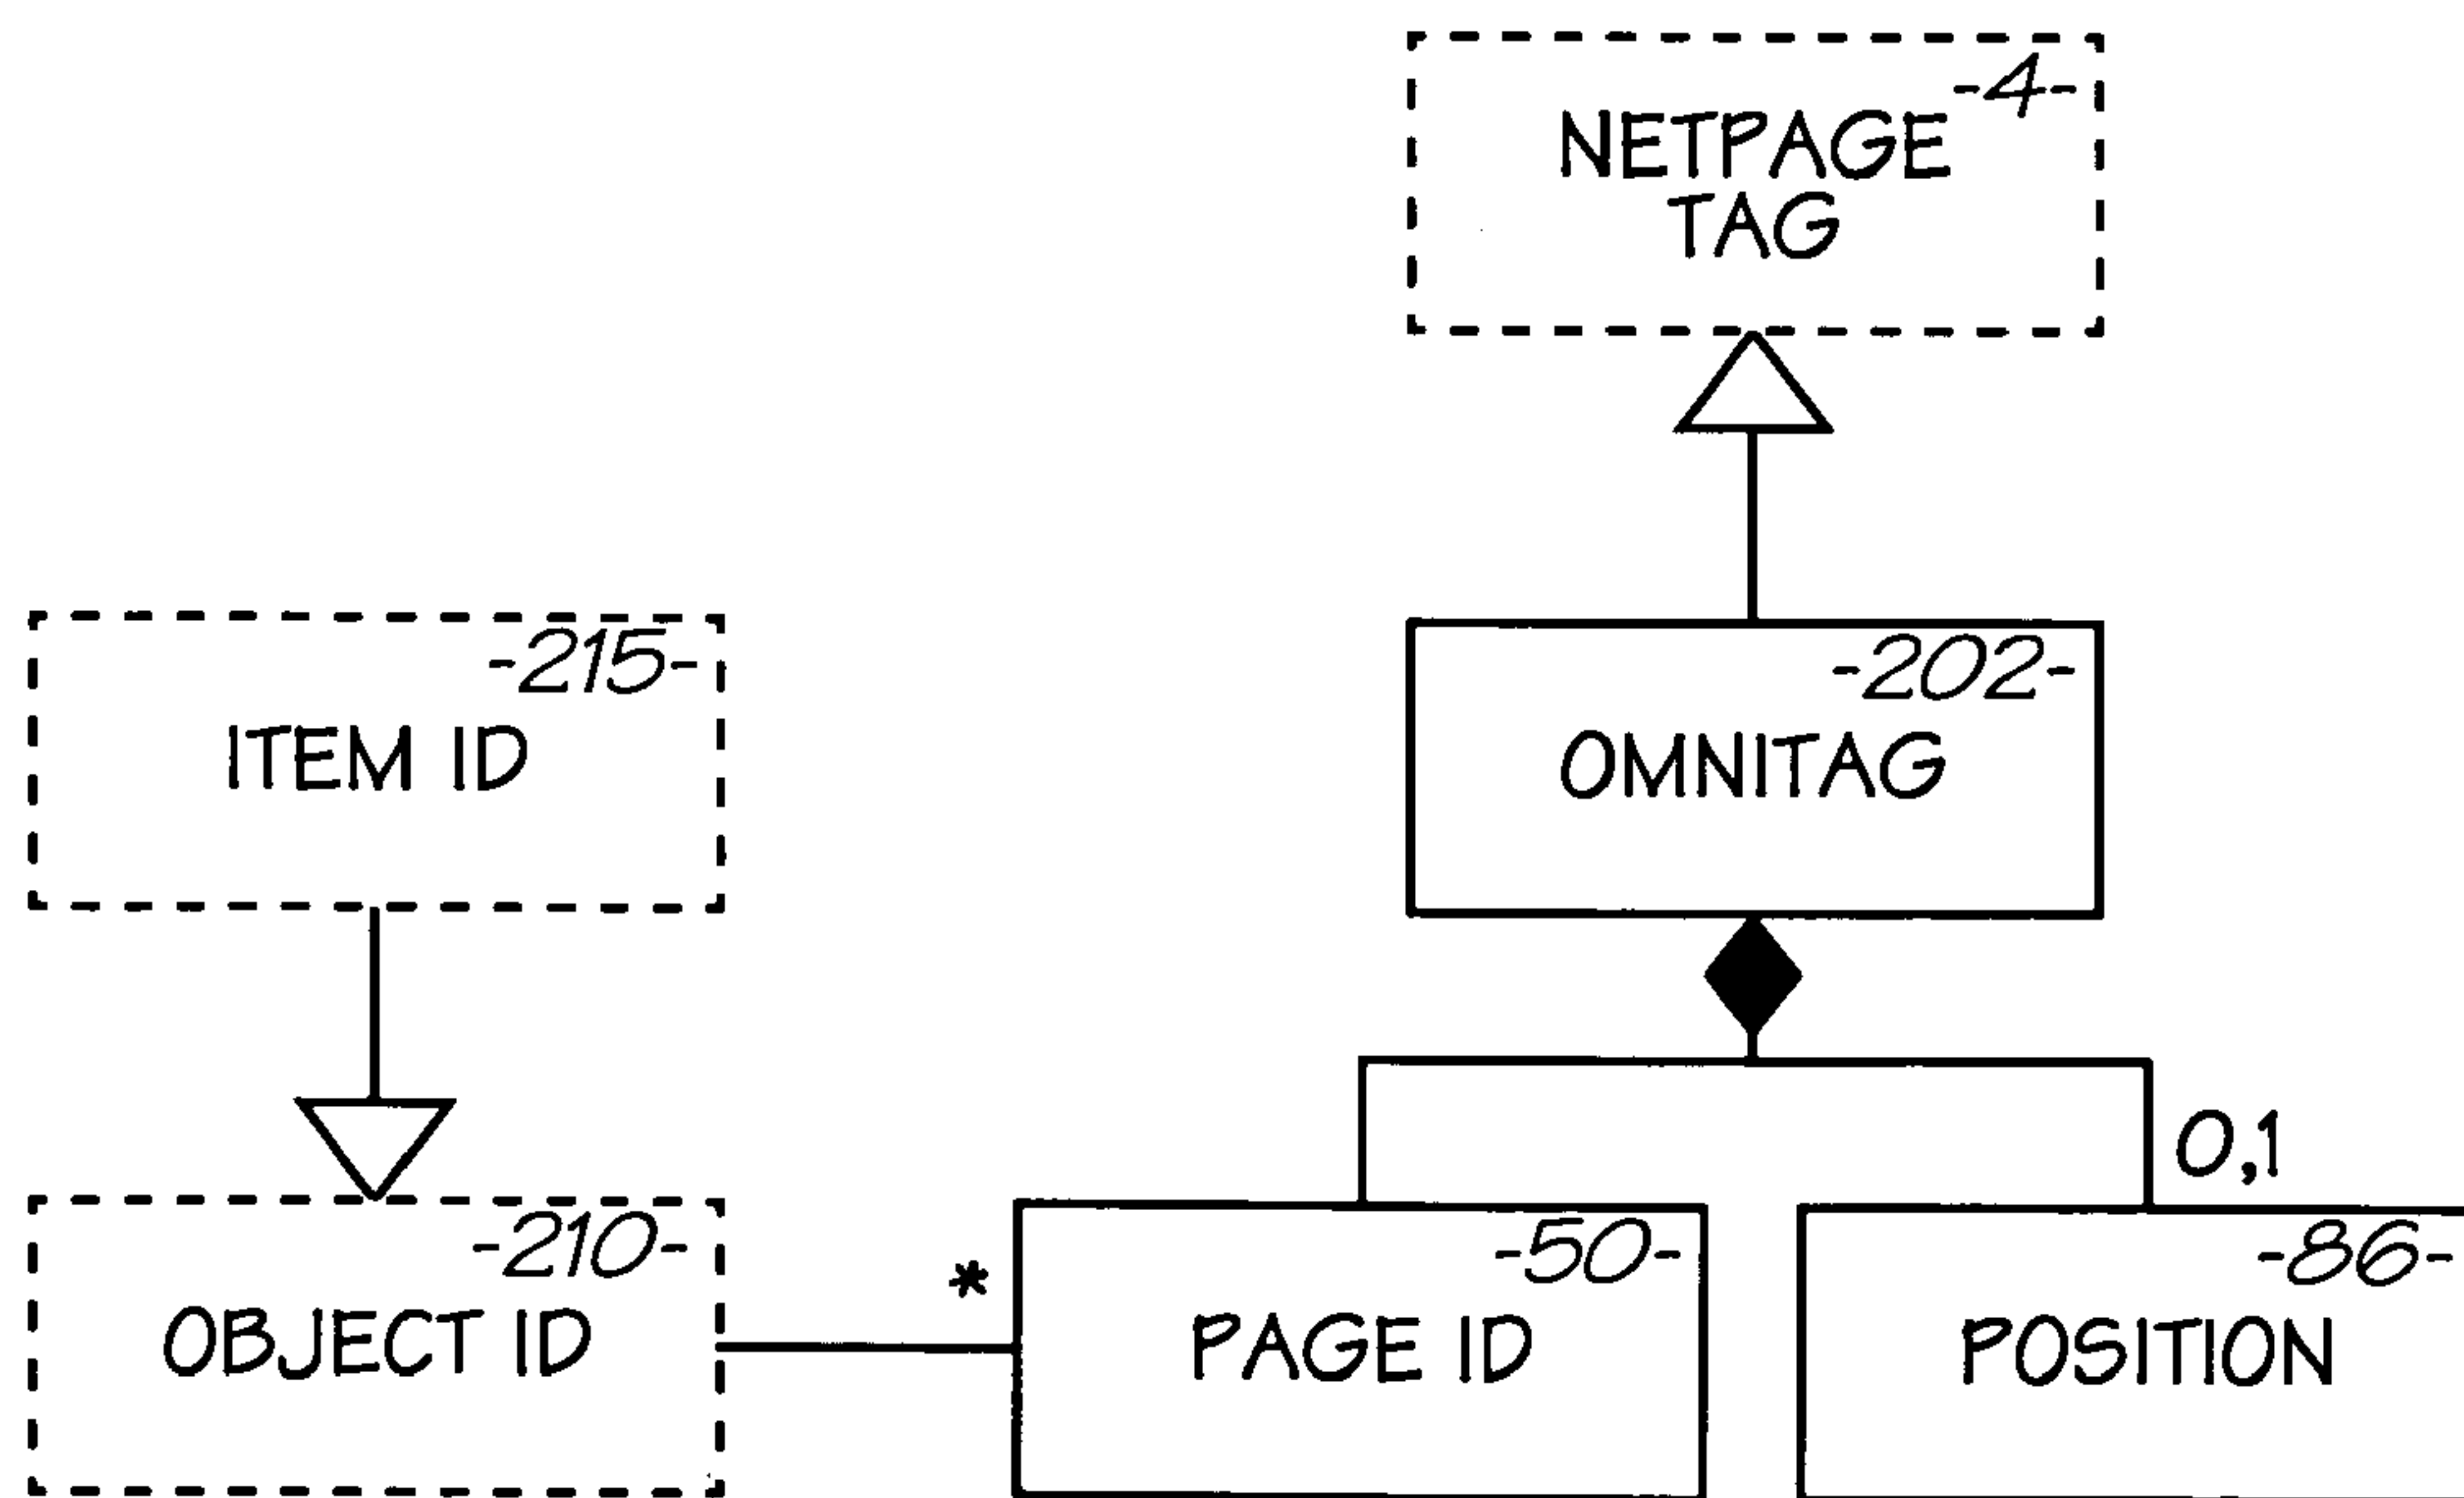 -4-
NETPAGE
TAG
-215-
ITEM ID
-202-
OMNITAG
0,1
-210-
OBJECT ID
*
-50-
PAGE ID
-86-
POSITION